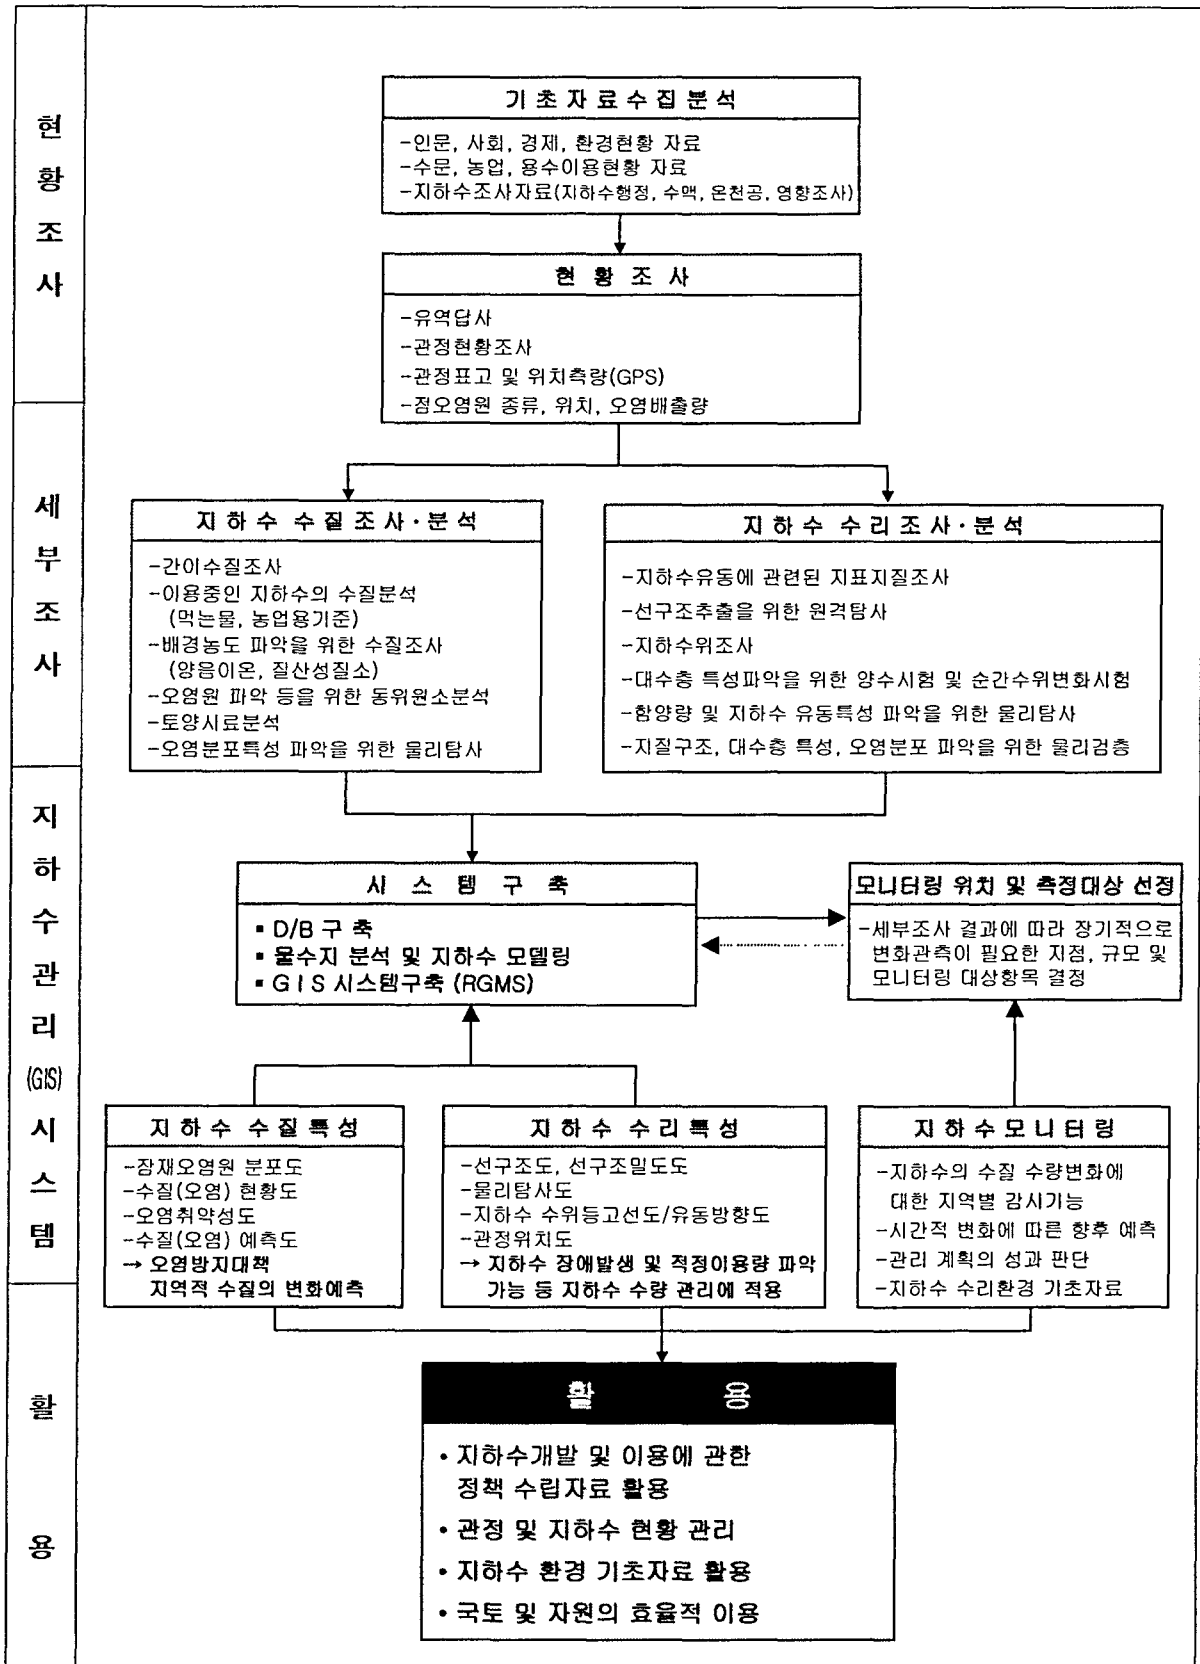 현
황
조
사
기초자료수집분석
-인문, 사회, 경제, 환경현황 자료
-수문, 농업, 용수이용현황 자료
-지하수조사자료(지하수행정, 수맥, 온천공, 영향조사)
현 황 조 사
-유역답사
-관정현황조사
-관정표고 및 위치측량(GPS)
-점오염원 종류, 위치, 오염배출량
세
부
조
사
지하수 수질조사·분석
-간이수질조사
-이용중인 지하수의 수질분석
(먹는물, 농업용기준)
-배경농도 파악을 위한 수질조사
(양음이온, 질산성질소)
-오염원 파악 등을 위한 동위원소분석
-토양시료분석
-오염분포특성 파악을 위한 물리탐사
지하수 수리조사·분석
-지하수유동에 관련된 지표지질조사
-선구조추출을 위한 원격탐사
-지하수위조사
-대수층 특성파악을 위한 양수시험 및 순간수위변화시험
-함양량 및 지하수 유동특성 파악을 위한 물리탐사
-지질구조, 대수층 특성, 오염분포 파악을 위한 물리검층
지
하
수
관
리
(GIS)
시
스
템
시 스 템 구 축
▪ D/B 구 축
▪ 물수지 분석 및 지하수 모델링
▪ G I S 시스템구축 (RGMS)
모니터링 위치 및 측정대상 선정
-세부조사 결과에 따라 장기적으로
변화관측이 필요한 지점, 규모 및
모니터링 대상항목 결정
지하수 수질특성
-잠재오염원 분포도
-수질(오염) 현황도
-오염취약성도
-수질(오염) 예측도
→ 오염방지대책
지역적 수질의 변화예측
지하수 수리특성
-선구조도, 선구조밀도도
-물리탐사도
-지하수 수위등고선도/유동방향도
-관정위치도
→ 지하수 장애발생 및 적정이용량 파악
가능 등 지하수 수량 관리에 적용
지하수모니터링
-지하수의 수질 수량변화에
대한 지역별 감시기능
-시간적 변화에 따른 향후 예측
-관리 계획의 성과 판단
-지하수 수리환경 기초자료
활
용
활 용
• 지하수개발 및 이용에 관한
정책 수립자료 활용
• 관정 및 지하수 현황 관리
• 지하수 환경 기초자료 활용
• 국토 및 자원의 효율적 이용